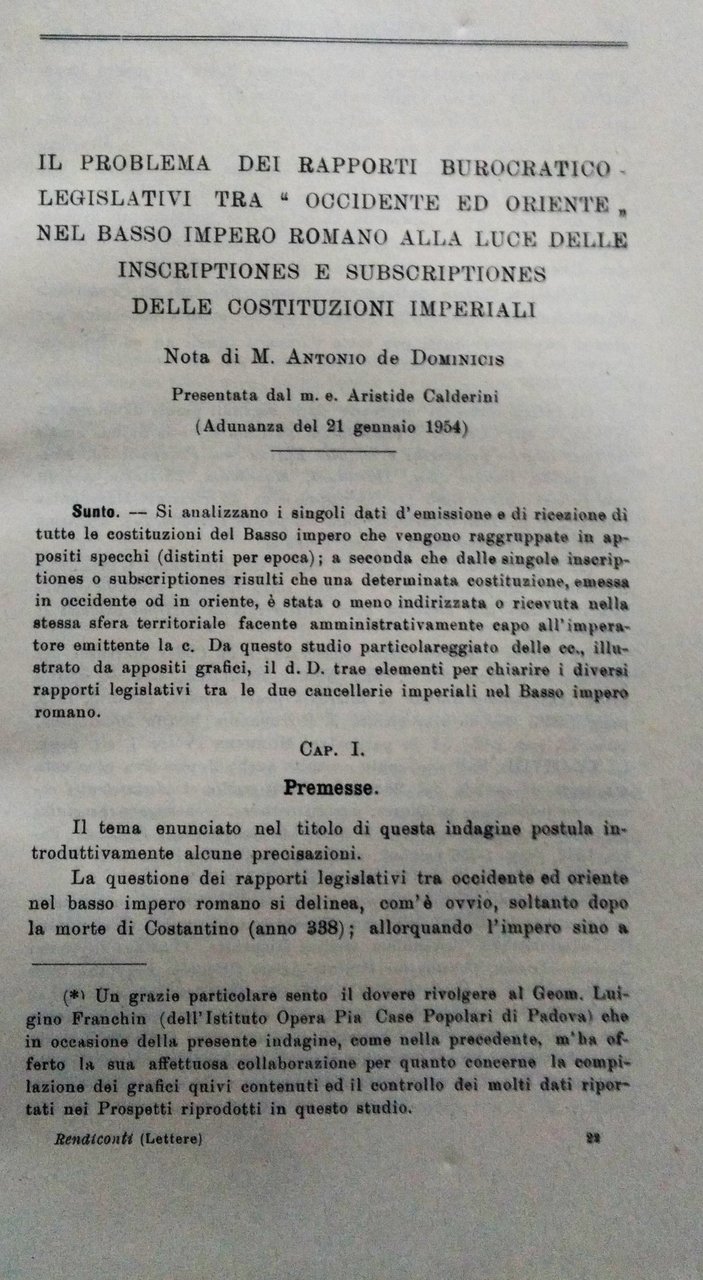 IL PROBLEMA DEI RAPPORTI BUROCRATICO-
LEGISLATIVI TRA “ OCCIDENTE ED ORIENTE „
NEL BASSO IMPERO ROMANO ALLA LUCE DELLE
INSCRIPTIONES E SUBSCRIPTIONES
DELLE COSTITUZIONI IMPERIALI
Nota di M. ANTONIO de DOMINICIS
Presentata dal m. e. Aristide Calderini
(Adunanza del 21 gennaio 1954)
Sunto. — Si analizzano i singoli dati d'emissione e di ricezione di
tutte le costituzioni del Basso impero che vengono raggruppate in ap-
positi specchi (distinti per epoca); a seconda che dalle singole inscrip-
tiones o subscriptiones risulti che una determinata costituzione, emessa
in occidente od in oriente, è stata o meno indirizzata o ricevuta nella
stessa sfera territoriale facente amministrativamente capo all'impera-
tore emittente la c. Da questo studio particolareggiato delle cc., illu-
strato da appositi grafici, il d. D. trae elementi per chiarire i diversi
rapporti legislativi tra le due cancellerie imperiali nel Basso impero
romano.
CAP. I.
Premesse.
Il tema enunciato nel titolo di questa indagine postula in-
troduttivamente alcune precisazioni.
La questione dei rapporti legislativi tra occidente ed oriente
nel basso impero romano si delinea, com'è ovvio, soltanto dopo
la morte di Costantino (anno 338); allorquando l'impero sino a
(*) Un grazie particolare sento il dovere rivolgere al Geom. Lui-
gino Franchin (dell'Istituto Opera Pia Case Popolari di Padova) che
in occasione della presente indagine, come nella precedente, m'ha of-
ferto la sua affettuosa collaborazione per quanto concerne la compi-
lazione dei grafici quivi contenuti ed il controllo dei molti dati ripor-
tati nei Prospetti riprodotti in questo studio.
Rendiconti (Lettere) 22